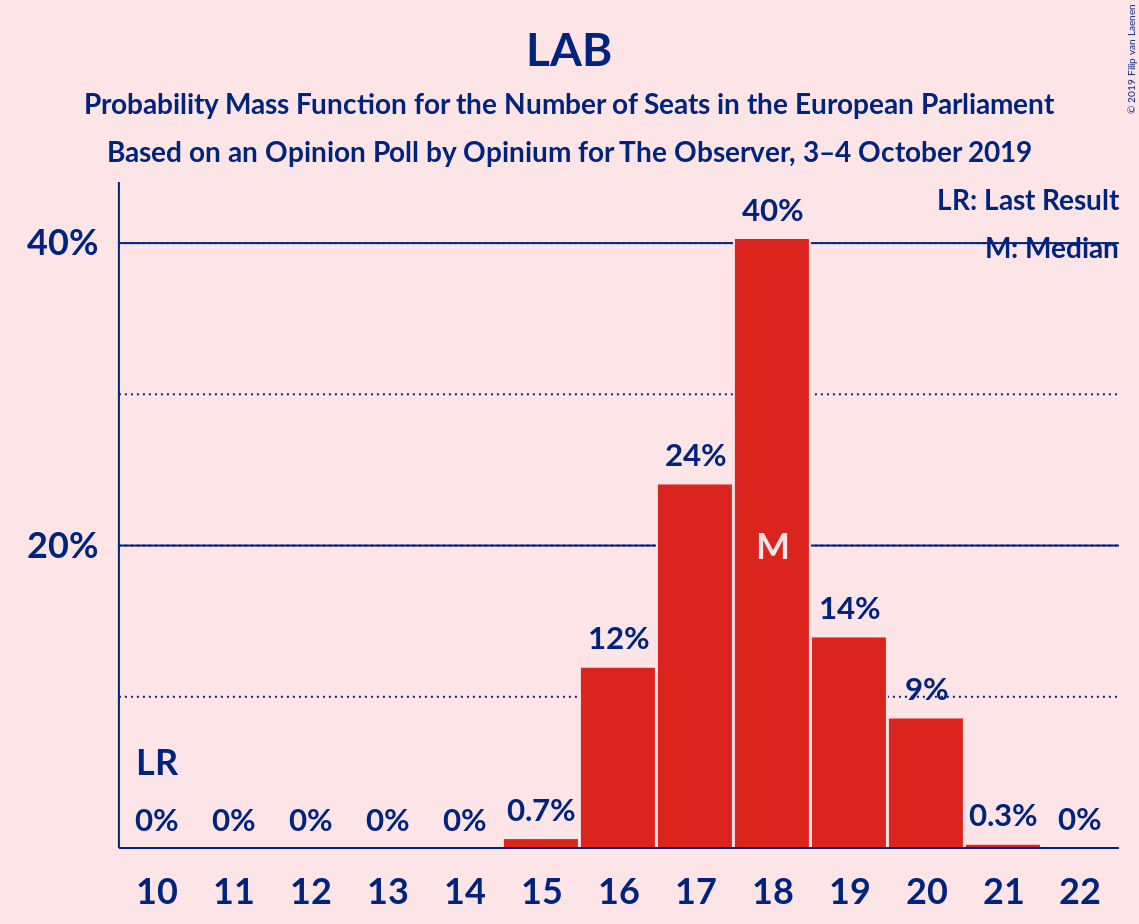 LAB
Probability Mass Function for the Number of Seats in the European Parliament
Based on an Opinion Poll by Opinium for The Observer, 3–4 October 2019
© 2019 Filip van Laenen
LR: Last Result
M: Median
40%
20%
LR
0%
0%
0%
0%
0%
0.7%
12%
24%
40%
M
14%
9%
0.3%
0%
10 11 12 13 14 15 16 17 18 19 20 21 22